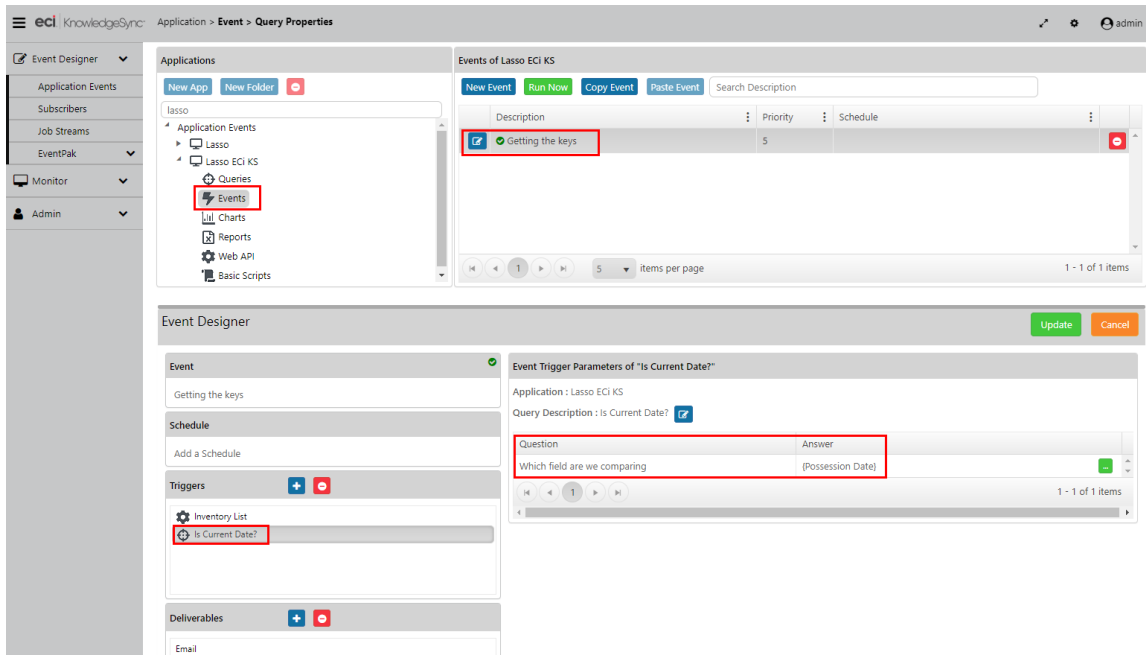 eci KnowledgeSync Application > Event > Query Properties admin
Event Designer
Application Events
Subscribers
Job Streams
EventPak
Monitor
Admin
Applications
New App New Folder
lasso
Application Events
Lasso
Lasso ECi KS
Queries
Events
Charts
Reports
Web API
Basic Scripts
Events of Lasso ECi KS
New Event Run Now Copy Event Paste Event Search Description
Description Priority Schedule
Getting the keys 5
1 5 items per page 1 - 1 of 1 items
Event Designer Update Cancel
Event
Getting the keys
Schedule
Add a Schedule
Triggers
Inventory List
Is Current Date?
Deliverables
Email
Event Trigger Parameters of "Is Current Date?"
Application : Lasso ECi KS
Query Description : Is Current Date?
Question Answer
Which field are we comparing {Possession Date} ...
1 1 - 1 of 1 items